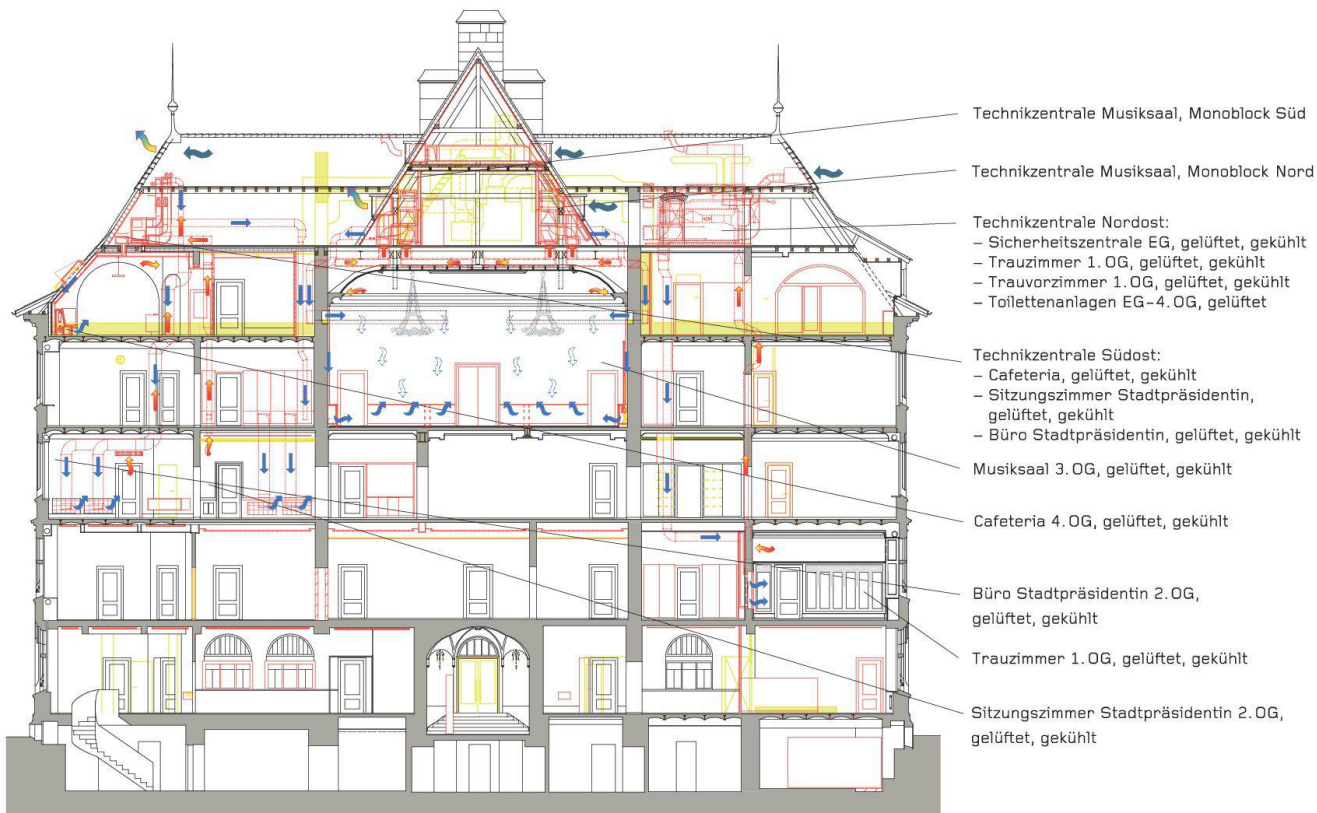 Technikzentrale Musiksaal, Monoblock Süd
Technikzentrale Musiksaal, Monoblock Nord
Technikzentrale Nordost:
– Sicherheitszentrale EG, gelüftet, gekühlt
– Trauzimmer 1. OG, gelüftet, gekühlt
– Trauvorzimmer 1. OG, gelüftet, gekühlt
– Toilettenanlagen EG–4. OG, gelüftet
Technikzentrale Südost:
– Cafeteria, gelüftet, gekühlt
– Sitzungszimmer Stadtpräsidentin,
gelüftet, gekühlt
– Büro Stadtpräsidentin, gelüftet, gekühlt
Musiksaal 3. OG, gelüftet, gekühlt
Cafeteria 4. OG, gelüftet, gekühlt
Büro Stadtpräsidentin 2. OG,
gelüftet, gekühlt
Trauzimmer 1. OG, gelüftet, gekühlt
Sitzungszimmer Stadtpräsidentin 2. OG,
gelüftet, gekühlt